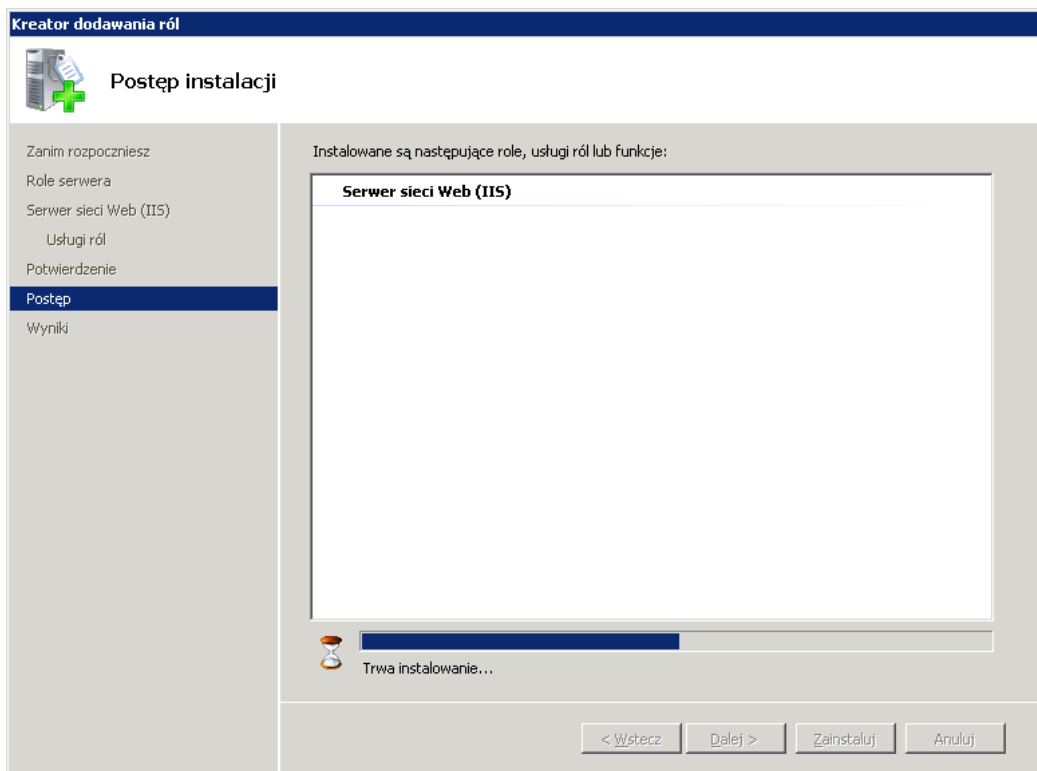 Kreator dodawania ról
Postęp instalacji
Zanim rozpoczniesz
Role serwera
Serwer sieci Web (IIS)
Usługi ról
Potwierdzenie
Postęp
Wyniki
Instalowane są następujące role, usługi ról lub funkcje:
Serwer sieci Web (IIS)
Trwa instalowanie...
< Wstecz
Dalej >
Zainstaluj
Anuluj